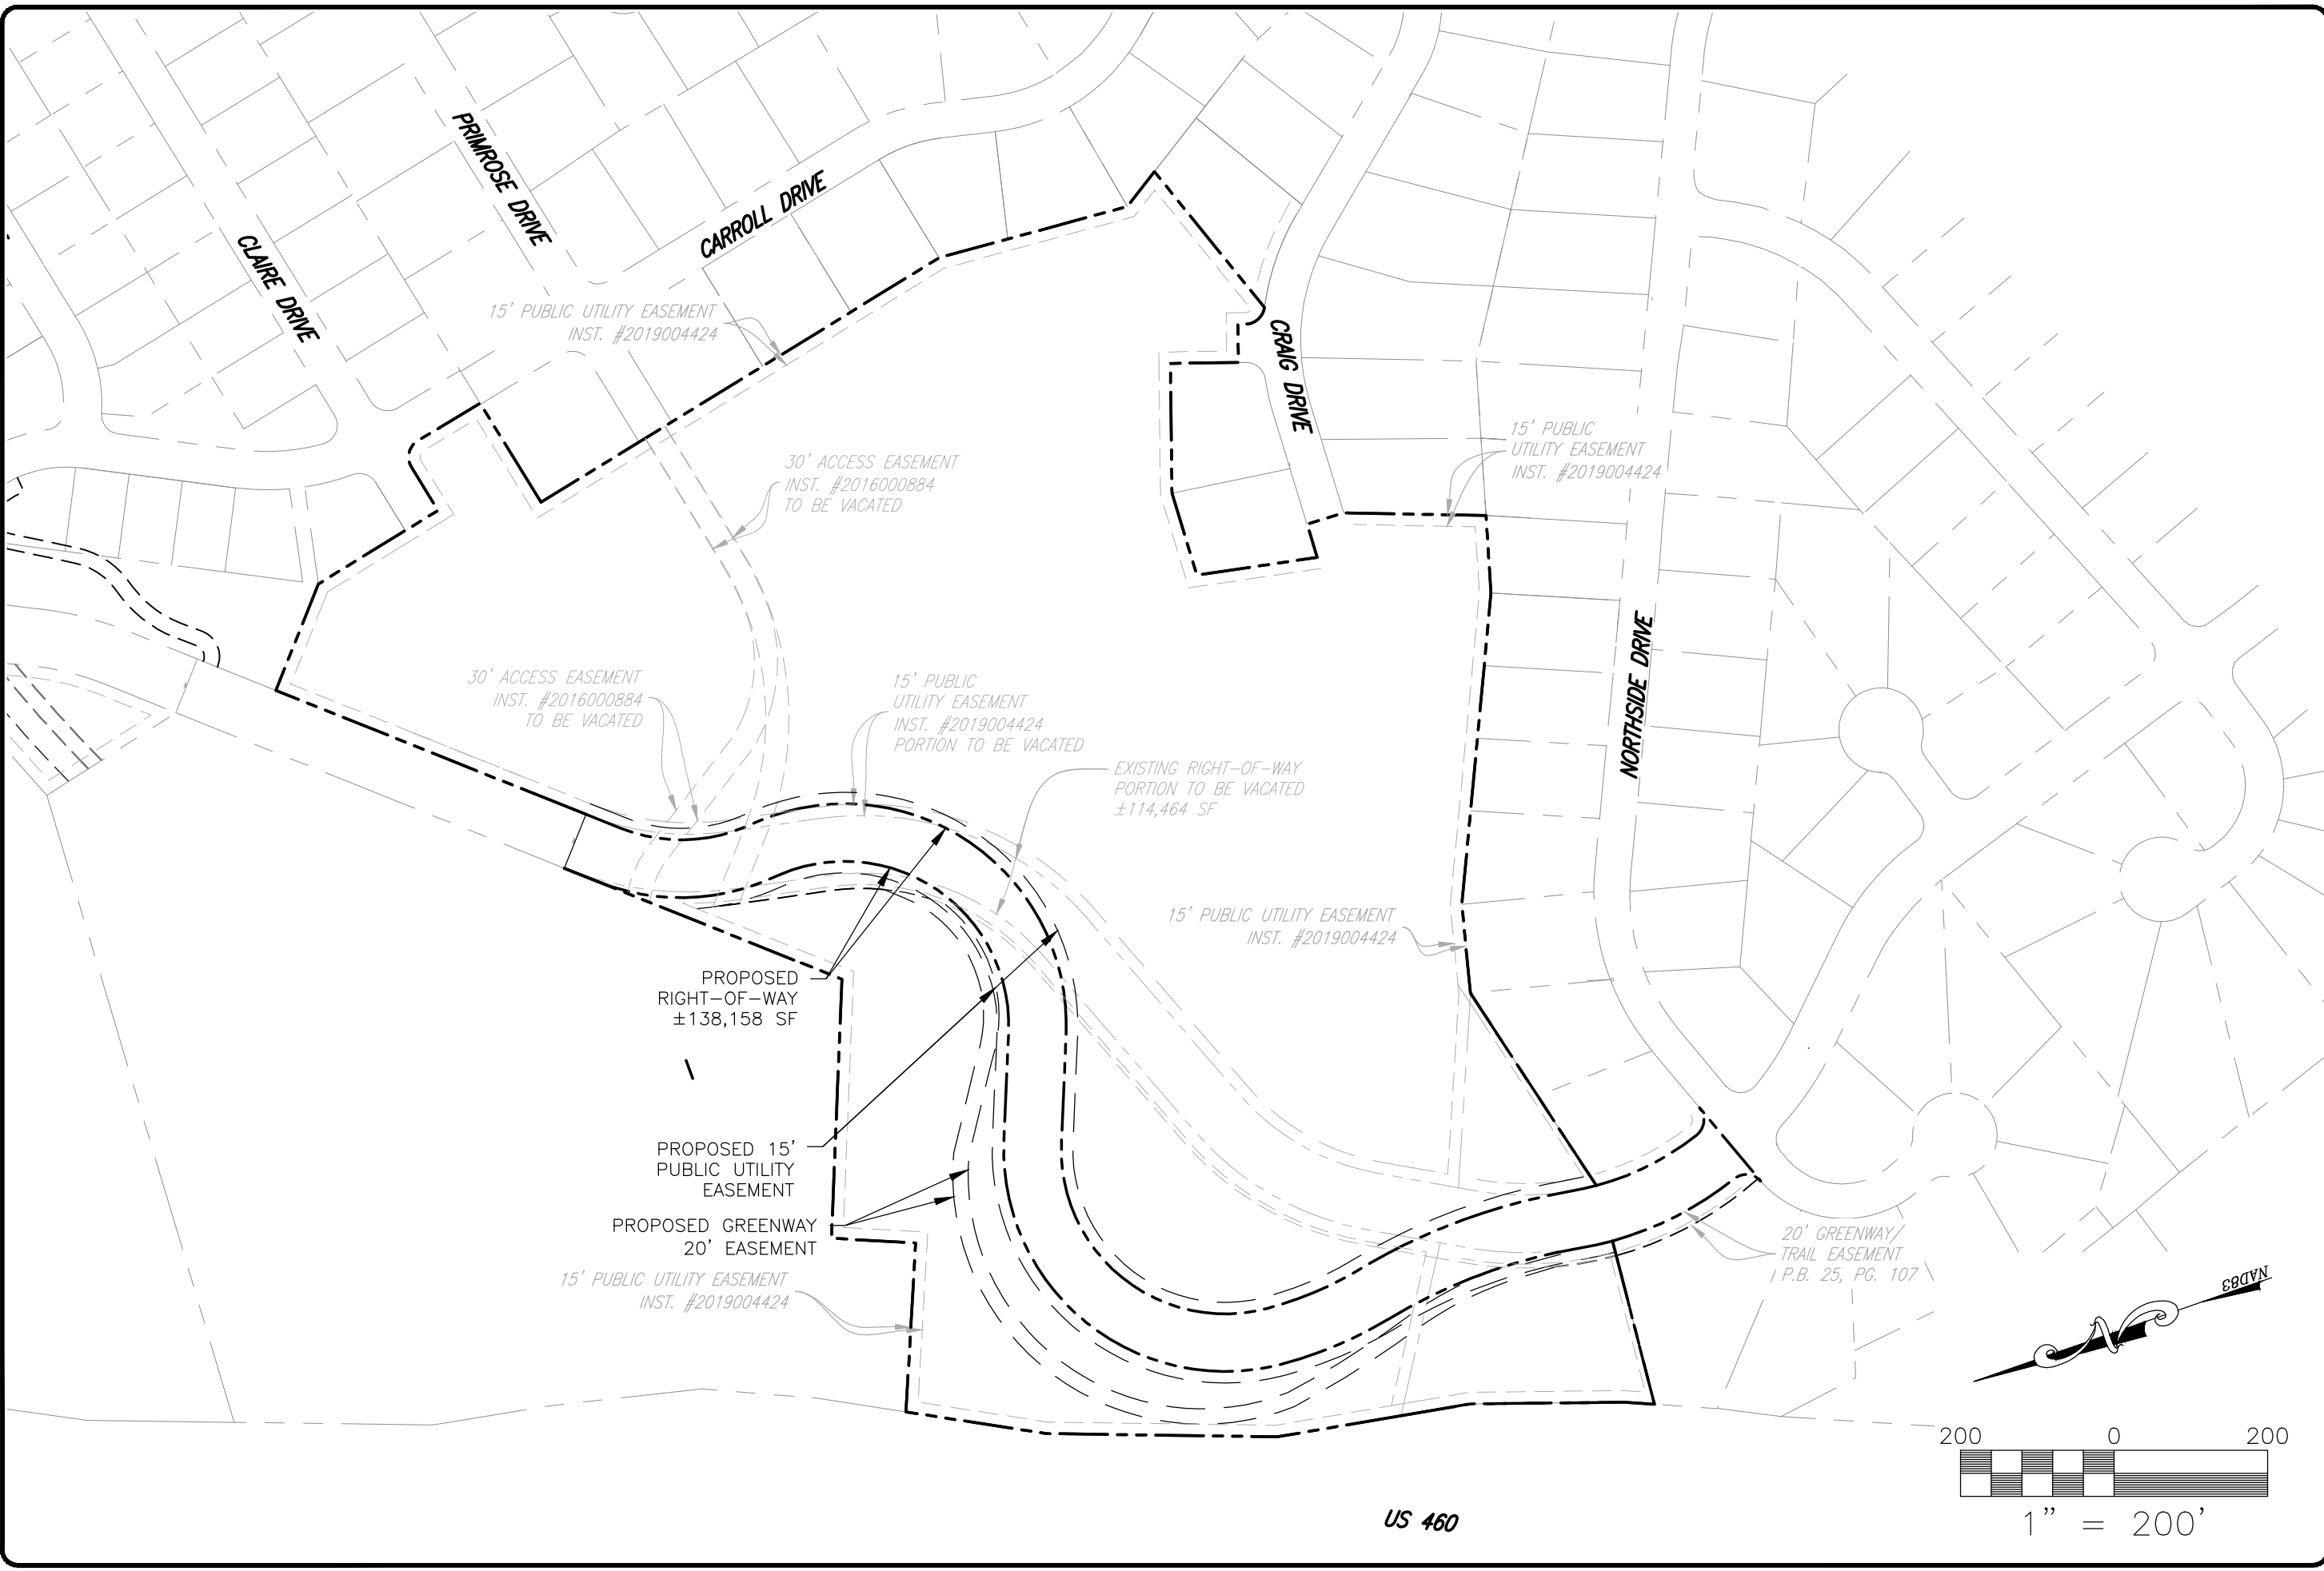 PRIMROSE DRIVE
CARROLL DRIVE
CLAIRE DRIVE
15' PUBLIC UTILITY EASEMENT
INST. #2019004424
CRAIG DRIVE
15' PUBLIC
UTILITY EASEMENT
INST. #2019004424
30' ACCESS EASEMENT
INST. #2016000884
TO BE VACATED
NORTHSIDE DRIVE
30' ACCESS EASEMENT
INST. #2016000884
TO BE VACATED
15' PUBLIC
UTILITY EASEMENT
INST. #2019004424
PORTION TO BE VACATED
EXISTING RIGHT-OF-WAY
PORTION TO BE VACATED
±114,464 SF
15' PUBLIC UTILITY EASEMENT
INST. #2019004424
PROPOSED
RIGHT-OF-WAY
±138,158 SF
PROPOSED 15'
PUBLIC UTILITY
EASEMENT
PROPOSED GREENWAY
20' EASEMENT
15' PUBLIC UTILITY EASEMENT
INST. #2019004424
20' GREENWAY/
TRAIL EASEMENT
P.B. 25, PG. 107
NAD83
N
200 0 200
1" = 200'
US 460